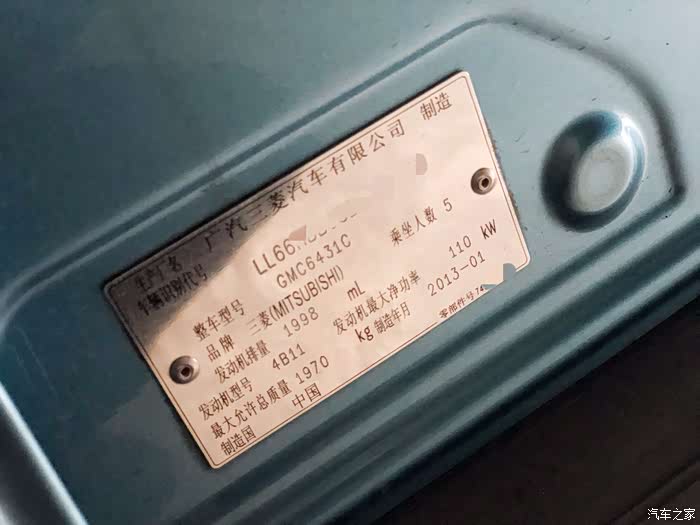 广汽三菱汽车有限公司 制造
车辆识别代号 LL66
整车型号 GMC6431C 乘坐人数 5
品牌 三菱(MITSUBISHI)
发动机排量 1998 mL 发动机最大净功率 110 kW
发动机型号 4B11
最大允许总质量 1970 kg 制造年月 2013-01
制造国 中国 零部件号
汽车之家